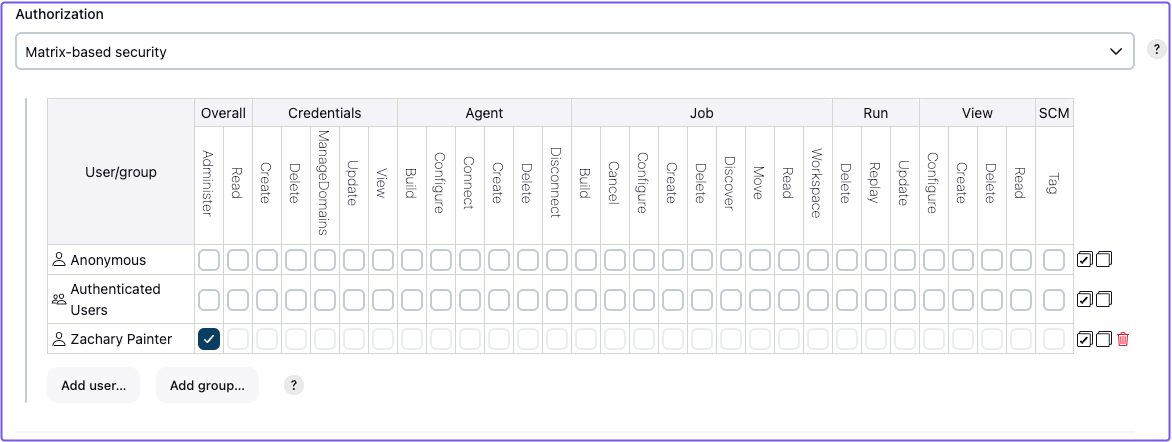 Authorization
Matrix-based security
?
User/group
Overall
Credentials
Agent
Job
Run
View
SCM
Administer
Read
Create
Delete
ManageDomains
Update
View
Build
Configure
Connect
Create
Delete
Disconnect
Build
Cancel
Configure
Create
Delete
Discover
Move
Read
Workspace
Delete
Replay
Update
Configure
Create
Delete
Read
Tag
Anonymous
Authenticated
Users
Zachary Painter
Add user...
Add group...
?